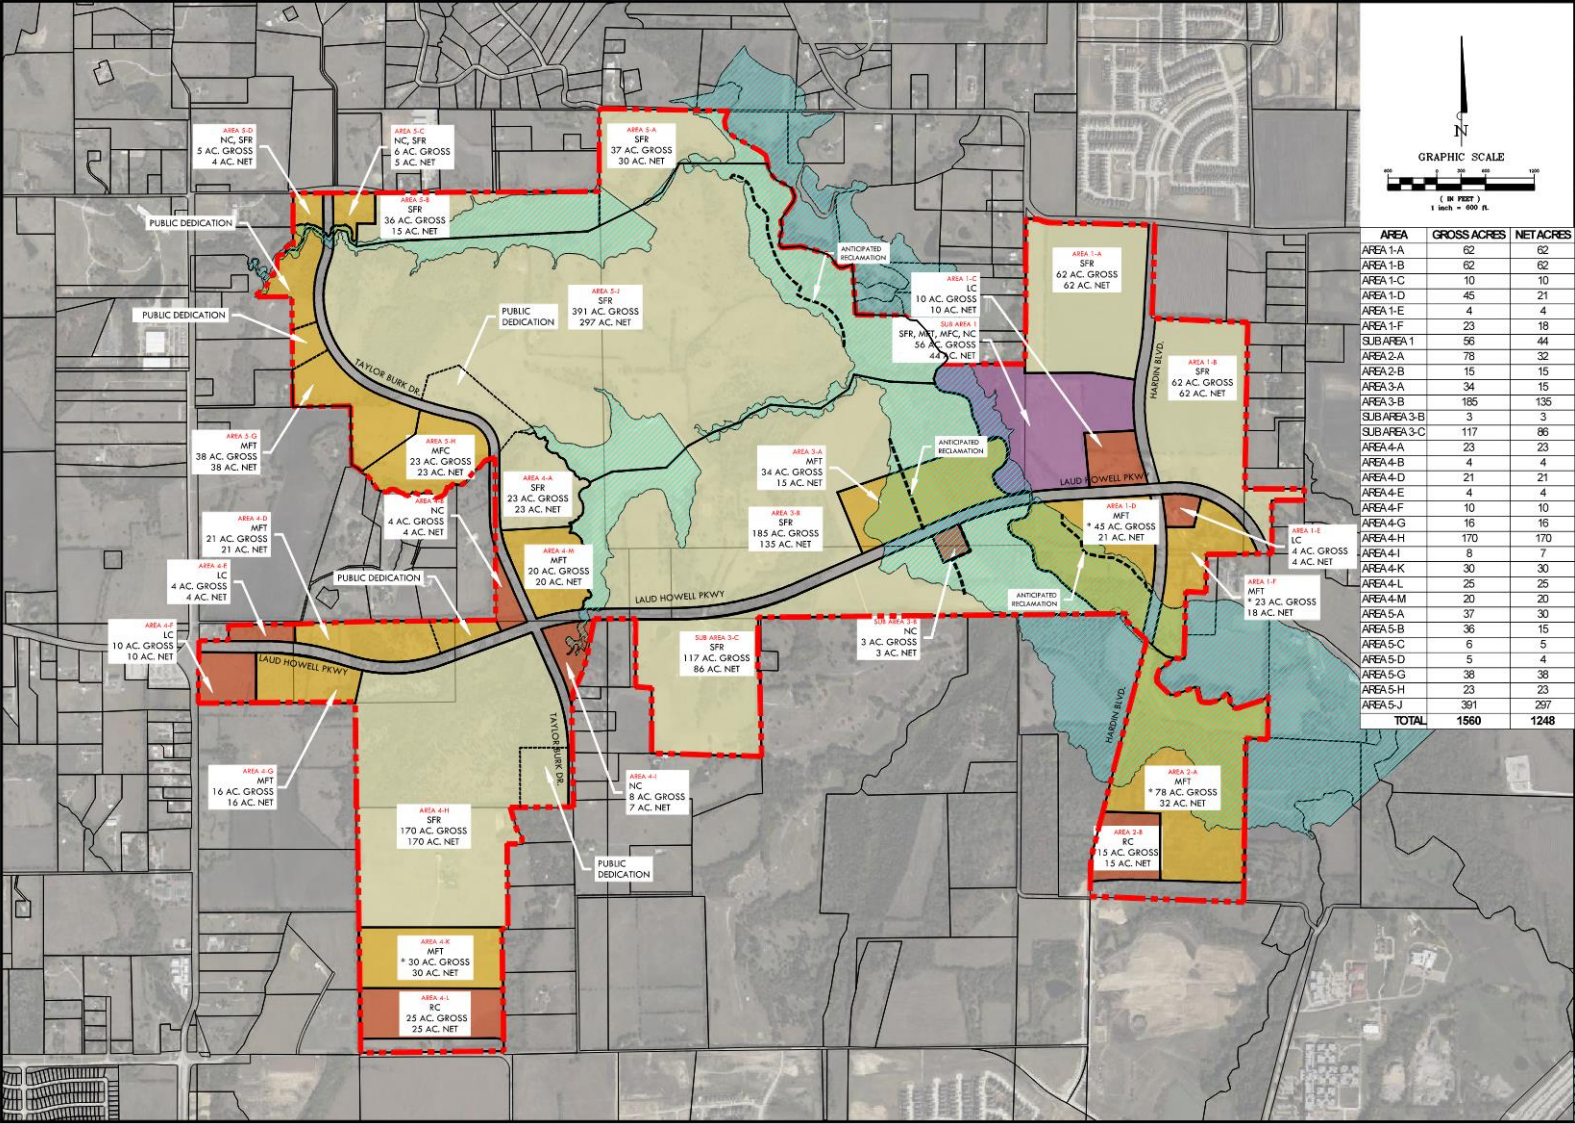 AREA 5-D
NC, SFR
5 AC. GROSS
4 AC. NET
AREA 5-C
NC, SFR
6 AC. GROSS
5 AC. NET
AREA 5-A
SFR
37 AC. GROSS
30 AC. NET
AREA 5-B
SFR
36 AC. GROSS
15 AC. NET
PUBLIC DEDICATION
PUBLIC DEDICATION
PUBLIC
DEDICATION
AREA 5-J
SFR
391 AC. GROSS
297 AC. NET
ANTICIPATED
RECLAMATION
AREA 1-C
LC
10 AC. GROSS
10 AC. NET
SUB AREA 1
SFR, MFT, MFC, NC
56 AC. GROSS
44 AC. NET
AREA 1-A
SFR
62 AC. GROSS
62 AC. NET
HARDIN BLVD.
AREA 1-B
SFR
62 AC. GROSS
62 AC. NET
TAYLOR BURK DR.
AREA 5-G
MFT
38 AC. GROSS
38 AC. NET
AREA 5-H
MFC
23 AC. GROSS
23 AC. NET
AREA 4-A
SFR
23 AC. GROSS
23 AC. NET
AREA 4-B
NC
4 AC. GROSS
4 AC. NET
AREA 3-A
MFT
34 AC. GROSS
15 AC. NET
ANTICIPATED
RECLAMATION
LAUD HOWELL PKWY
AREA 3-B
SFR
185 AC. GROSS
135 AC. NET
AREA 1-D
MFT
* 45 AC. GROSS
21 AC. NET
AREA 1-E
LC
4 AC. GROSS
4 AC. NET
AREA 4-D
MFT
21 AC. GROSS
21 AC. NET
AREA 4-M
MFT
20 AC. GROSS
20 AC. NET
AREA 4-E
LC
4 AC. GROSS
4 AC. NET
PUBLIC DEDICATION
LAUD HOWELL PKWY
ANTICIPATED
RECLAMATION
AREA 1-F
MFT
* 23 AC. GROSS
18 AC. NET
AREA 4-F
LC
10 AC. GROSS
10 AC. NET
LAUD HOWELL PKWY
SUB AREA 3-C
SFR
117 AC. GROSS
86 AC. NET
SUB AREA 3-B
NC
3 AC. GROSS
3 AC. NET
HARDIN BLVD.
TAYLOR BURK DR.
AREA 4-G
MFT
16 AC. GROSS
16 AC. NET
AREA 4-I
NC
8 AC. GROSS
7 AC. NET
AREA 2-A
MFT
* 78 AC. GROSS
32 AC. NET
AREA 4-H
SFR
170 AC. GROSS
170 AC. NET
AREA 2-B
RC
15 AC. GROSS
15 AC. NET
PUBLIC
DEDICATION
AREA 4-K
MFT
* 30 AC. GROSS
30 AC. NET
AREA 4-L
RC
25 AC. GROSS
25 AC. NET
N
GRAPHIC SCALE
600 0 300 600 1200
( IN FEET )
1 inch = 600 ft.
AREA GROSS ACRES NET ACRES
AREA 1-A 62 62
AREA 1-B 62 62
AREA 1-C 10 10
AREA 1-D 45 21
AREA 1-E 4 4
AREA 1-F 23 18
SUB AREA 1 56 44
AREA 2-A 78 32
AREA 2-B 15 15
AREA 3-A 34 15
AREA 3-B 185 135
SUB AREA 3-B 3 3
SUB AREA 3-C 117 86
AREA 4-A 23 23
AREA 4-B 4 4
AREA 4-D 21 21
AREA 4-E 4 4
AREA 4-F 10 10
AREA 4-G 16 16
AREA 4-H 170 170
AREA 4-I 8 7
AREA 4-K 30 30
AREA 4-L 25 25
AREA 4-M 20 20
AREA 5-A 37 30
AREA 5-B 36 15
AREA 5-C 6 5
AREA 5-D 5 4
AREA 5-G 38 38
AREA 5-H 23 23
AREA 5-J 391 297
TOTAL 1560 1248